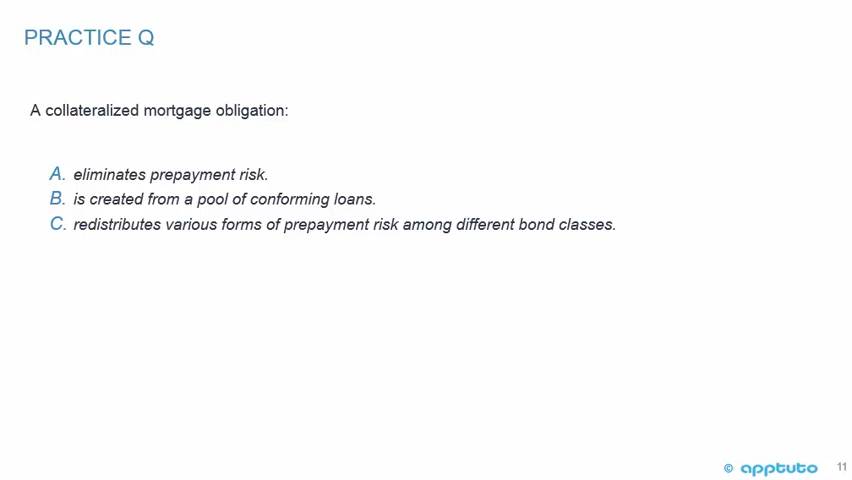 PRACTICE Q
A collateralized mortgage obligation:
A. eliminates prepayment risk.
B. is created from a pool of conforming loans.
C. redistributes various forms of prepayment risk among different bond classes.
© apptuto 11